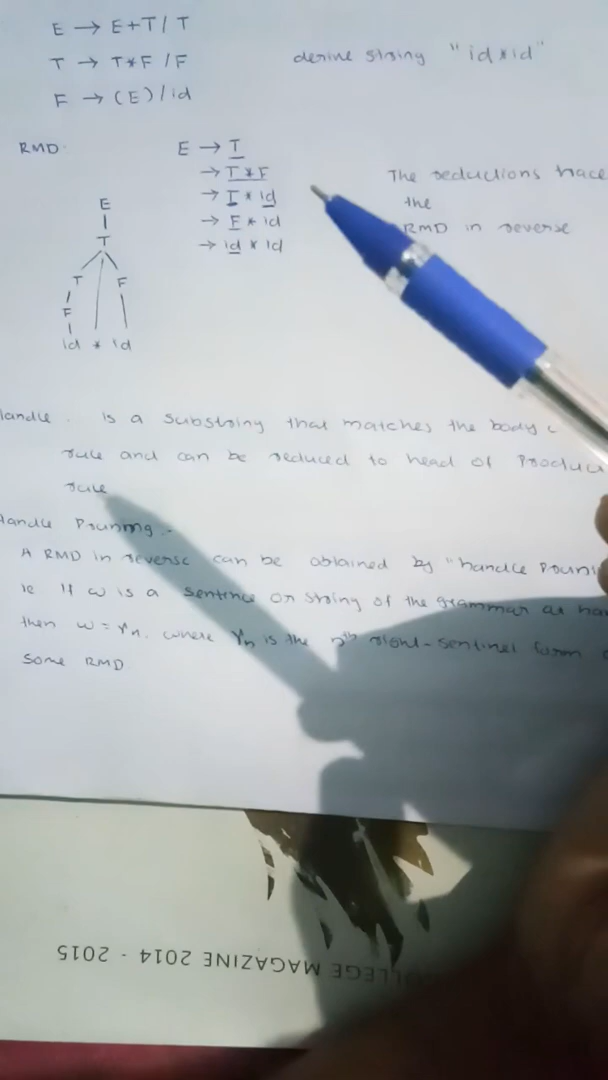 E → E+T / T
T → T*F / F
derive string "id*id"
F → (E) / id
RMD:
E → T
→ T * F
→ T * id
→ F * id
→ id * id
The reductions trace
the
RMD in reverse
E
T
T F
F
id * id
is a substring that matches the body
rule and can be reduced to head of
rule
Pruning -
A RMD in reverse can be obtained by "handle
ie If ω is a sentence or string of the grammar at
then ω = γn, where γn is the nth right-sentinel form
some RMD
MAGAZINE 2014 - 2015